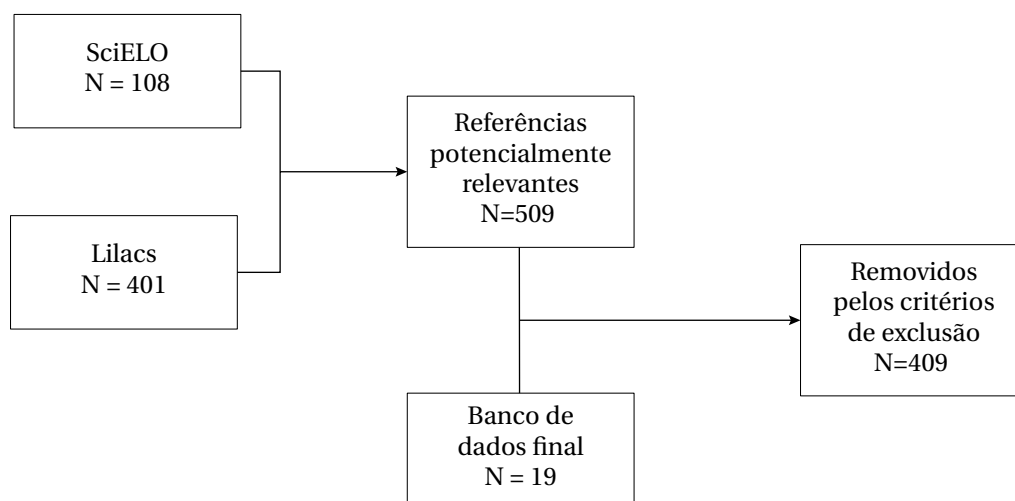 SciELO
N = 108
Lilacs
N = 401
Referências
potencialmente
relevantes
N=509
Removidos
pelos critérios
de exclusão
N=409
Banco de
dados final
N = 19